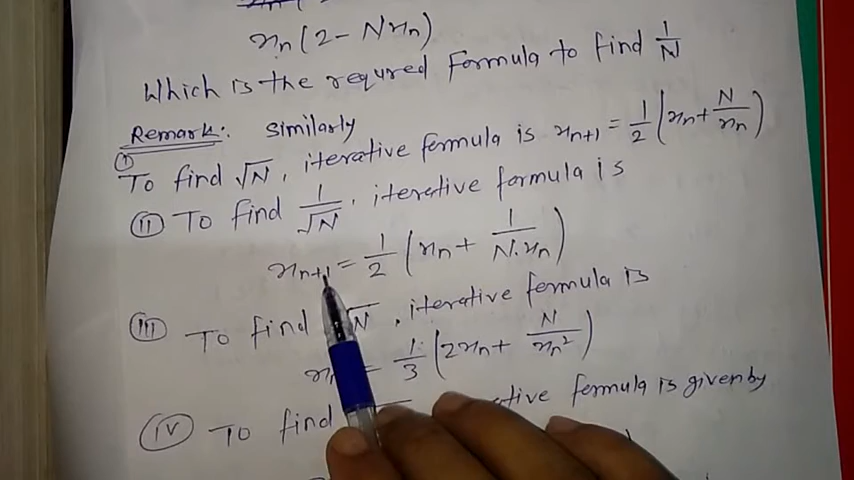 xn(2 - Nxn)
Which is the requred Formula to find 1/N
Remark:. similarly
(i) To find √N, iterative formula is xn+1 = 1/2 (xn + N/xn)
(ii) To find 1/√N, iterative formula is
xn+1 = 1/2 (xn + 1/N.xn)
(iii) To find √N, iterative formula is
= 1/3 (2xn + N/xn²)
(iv) To find formula is given by